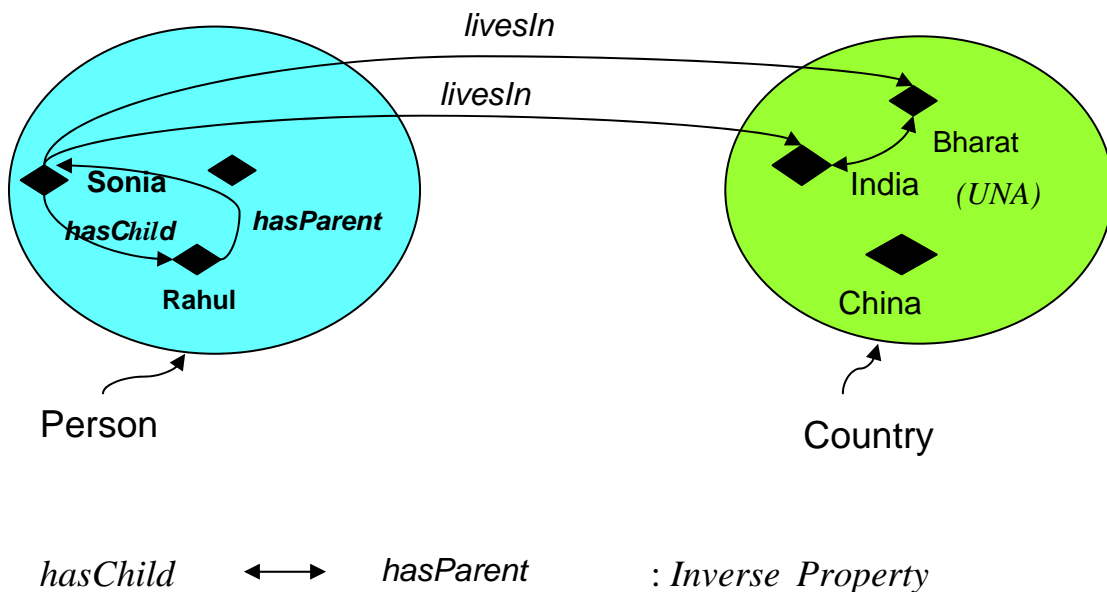 livesIn
livesIn
Bharat
Sonia
India
(UNA)
hasChild
hasParent
Rahul
China
Person
Country
hasChild hasParent : Inverse Property